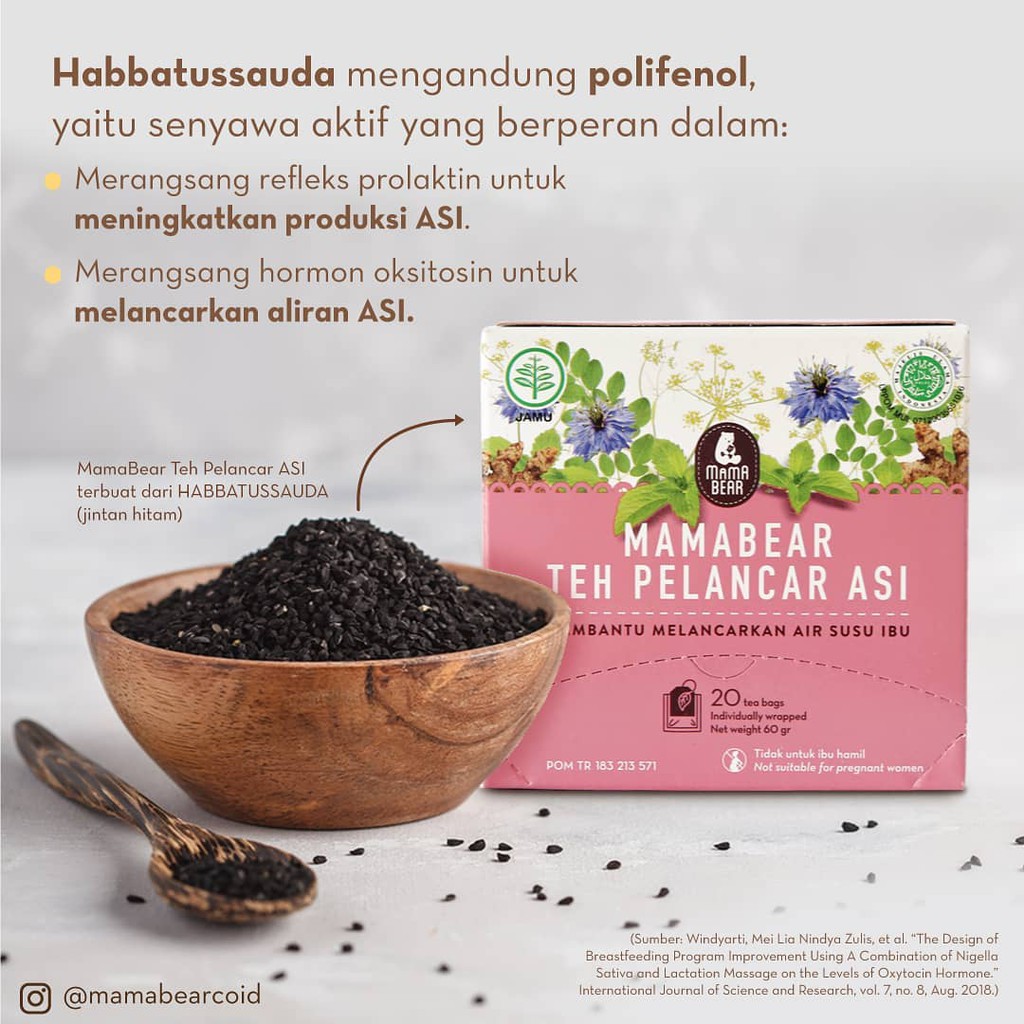 Habbatussauda mengandung polifenol,
yaitu senyawa aktif yang berperan dalam:
Merangsang refleks prolaktin untuk
meningkatkan produksi ASI.
Merangsang hormon oksitosin untuk
melancarkan aliran ASI.
MamaBear Teh Pelancar ASI
terbuat dari HABBATUSSAUDA
(jintan hitam)
JAMU
MAMA
BEAR
MAMABEAR
TEH PELANCAR ASI
MBANTU MELANCARKAN AIR SUSU IBU
20 tea bags
Individually wrapped
Net weight 60 gr
POM TR 183 213 571
Tidak untuk ibu hamil
Not suitable for pregnant women
(Sumber: Windyarti, Mei Lia Nindya Zulis, et al. "The Design of
Breastfeeding Program Improvement Using A Combination of Nigella
Sativa and Lactation Massage on the Levels of Oxytocin Hormone."
International Journal of Science and Research, vol. 7, no. 8, Aug. 2018.)
@mamabearcoid